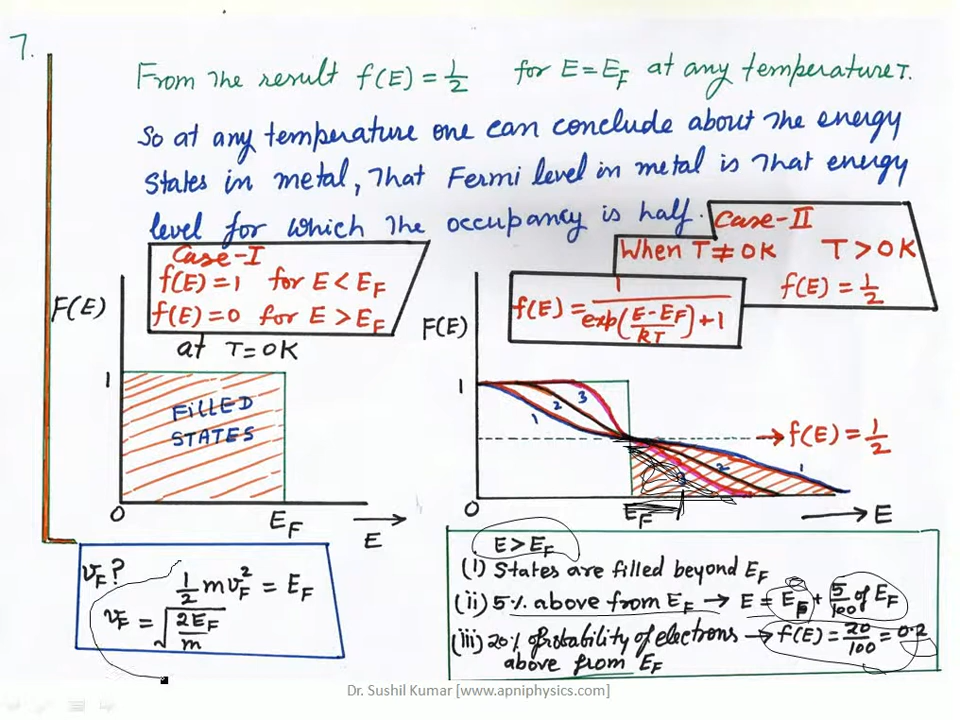 7.
From the result f(E) = 1/2 for E = E_F at any temperature T.
So at any temperature one can conclude about the energy
states in metal, that Fermi level in metal is that energy
level for which the occupancy is half.
Case-I
f(E) = 1 for E < E_F
f(E) = 0 for E > E_F
at T = 0K
Case-II
When T ≠ 0K T > 0K
f(E) = 1/2
f(E) = 1/(exp((E-E_F)/KT)+1)
F(E)
1
FiLLED
STATES
0
E_F
E
F(E)
1
1
2
3
→ f(E) = 1/2
2
1
3
0
E_F
E
v_F ?
1/2 m v_F^2 = E_F
v_F = √(2E_F/m)
E > E_F
(i) States are filled beyond E_F
(ii) 5% above from E_F → E = E_F + 5/100 of E_F
(iii) 20% of probability of electrons → f(E) = 20/100 = 0.2
above from E_F
Dr. Sushil Kumar [www.apniphysics.com]